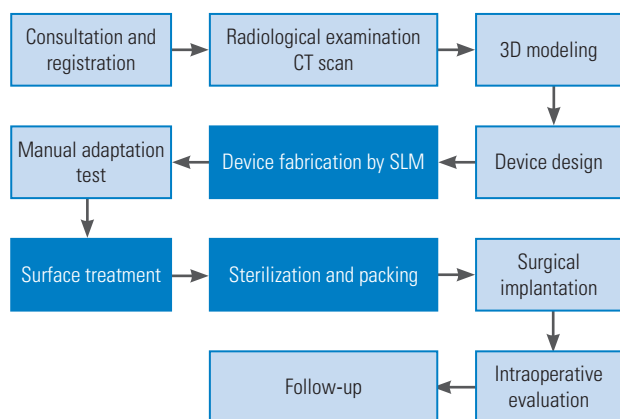 Consultation and
registration
Radiological examination
CT scan
3D modeling
Manual adaptation
test
Device fabrication by SLM
Device design
Surface treatment
Sterilization and packing
Surgical
implantation
Follow-up
Intraoperative
evaluation